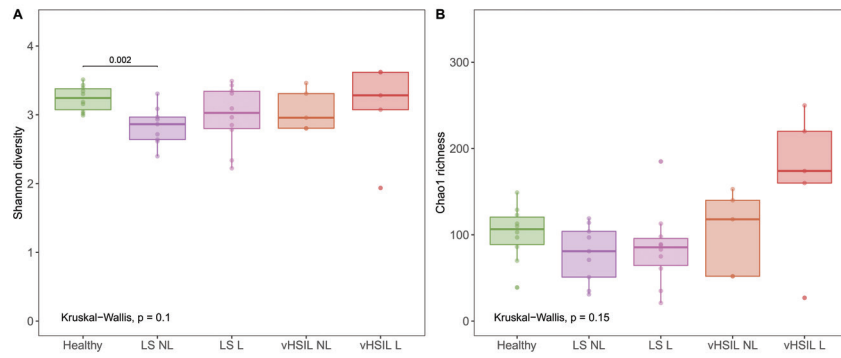 A
Shannon diversity
4
3
2
1
0
0.002
Kruskal−Wallis, p = 0.1
Healthy LS NL LS L vHSIL NL vHSIL L
B
Chao1 richness
300
200
100
0
Kruskal−Wallis, p = 0.15
Healthy LS NL LS L vHSIL NL vHSIL L